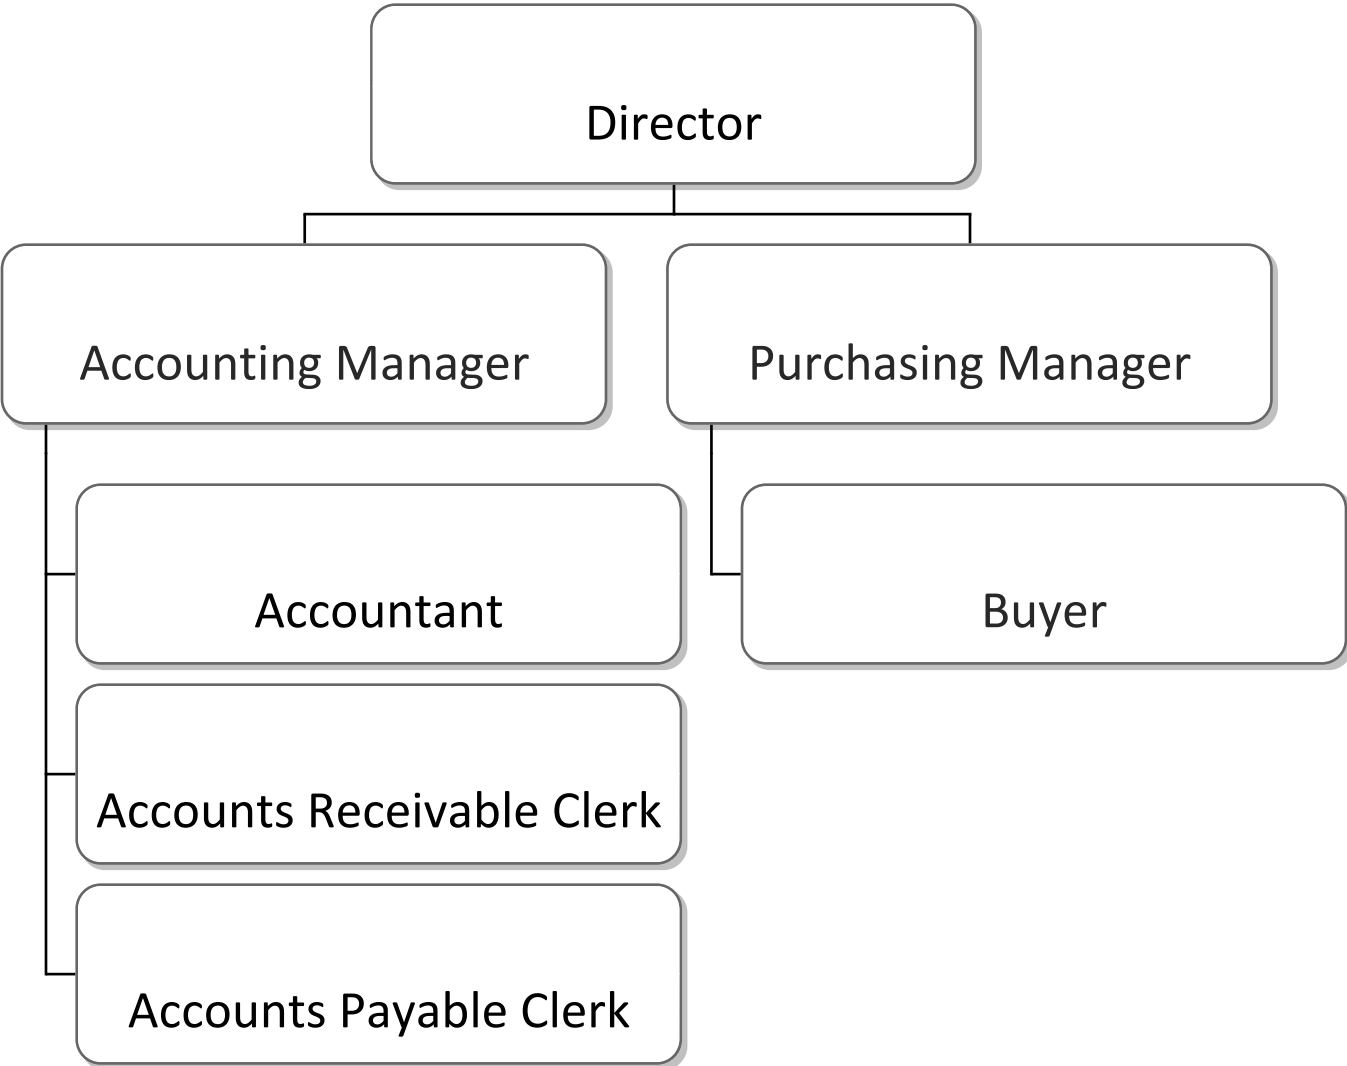 Director
Accounting Manager
Purchasing Manager
Accountant
Buyer
Accounts Receivable Clerk
Accounts Payable Clerk